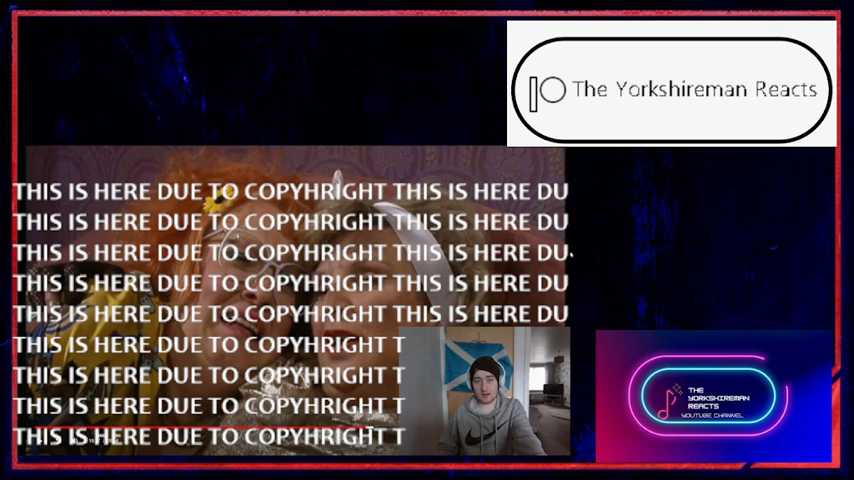 The Yorkshireman Reacts
THIS IS HERE DUE TO COPYHRIGHT THIS IS HERE DU
THIS IS HERE DUE TO COPYHRIGHT THIS IS HERE DU
THIS IS HERE DUE TO COPYHRIGHT THIS IS HERE DU
THIS IS HERE DUE TO COPYHRIGHT THIS IS HERE DU
THIS IS HERE DUE TO COPYHRIGHT THIS IS HERE DU
THIS IS HERE DUE TO COPYHRIGHT T
THIS IS HERE DUE TO COPYHRIGHT T
THIS IS HERE DUE TO COPYHRIGHT T
THIS IS HERE DUE TO COPYHRIGHT T
THE
YORKSHIREMAN
REACTS
YOUTUBE CHANNEL